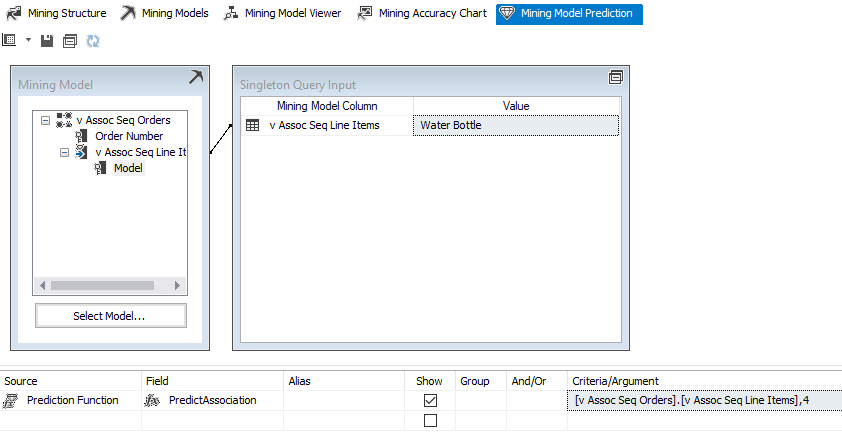 Mining Structure Mining Models Mining Model Viewer Mining Accuracy Chart Mining Model Prediction
Mining Model
v Assoc Seq Orders
Order Number
v Assoc Seq Line It
Model
Select Model...
Singleton Query Input
Mining Model Column Value
v Assoc Seq Line Items Water Bottle
Source Field Alias Show Group And/Or Criteria/Argument
Prediction Function PredictAssociation [v Assoc Seq Orders].[v Assoc Seq Line Items],4